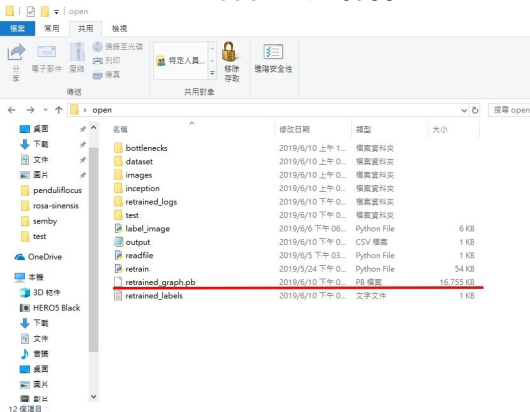 open
檔案 常用 共用 檢視
分享 電子郵件 壓縮 燒錄至光碟 列印 傳真 特定人員... 移除存取 進階安全性
傳送 共用對象
open 搜尋 open
名稱 修改日期 類型 大小
桌面
下載
文件
圖片
penduliflocus
rosa-sinensis
semby
test
OneDrive
本機
3D 物件
HERO5 Black
下載
文件
音樂
桌面
圖片
影片
bottlenecks 2019/6/10 上午 1... 檔案資料夾
dataset 2019/6/10 上午 0... 檔案資料夾
images 2019/6/10 上午 0... 檔案資料夾
inception 2019/6/10 上午 0... 檔案資料夾
retrained_logs 2019/6/10 上午 0... 檔案資料夾
test 2019/6/10 上午 0... 檔案資料夾
label_image 2019/6/6 下午 06... Python File 6 KB
output 2019/6/10 下午 0... CSV 檔案 1 KB
readfile 2019/6/5 下午 03... Python File 1 KB
retrain 2019/5/24 下午 0... Python File 54 KB
retrained_graph.pb 2019/6/10 下午 0... PB 檔案 16,755 KB
retrained_labels 2019/6/10 下午 0... 文字文件 1 KB
12 個項目